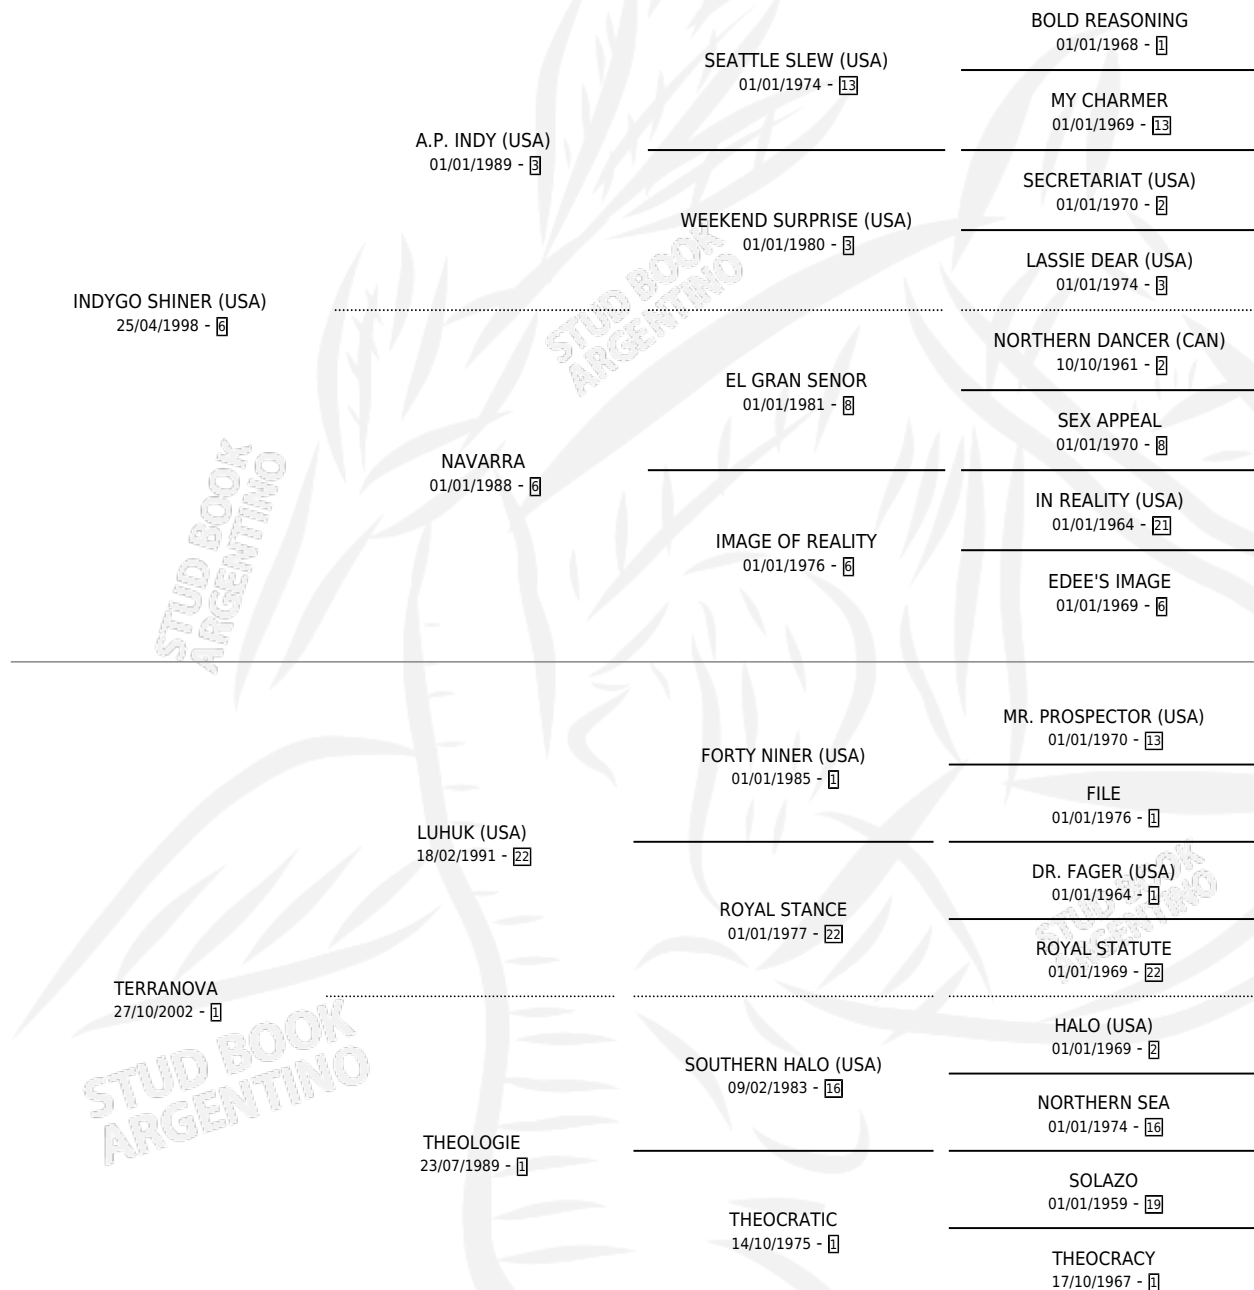 BOLD REASONING
01/01/1968 - 1
SEATTLE SLEW (USA)
01/01/1974 - 13
MY CHARMER
01/01/1969 - 13
A.P. INDY (USA)
01/01/1989 - 3
SECRETARIAT (USA)
01/01/1970 - 2
WEEKEND SURPRISE (USA)
01/01/1980 - 3
LASSIE DEAR (USA)
01/01/1974 - 3
INDYGO SHINER (USA)
25/04/1998 - 6
STUD BOOK
ARGENTINO
NORTHERN DANCER (CAN)
10/10/1961 - 2
EL GRAN SENOR
01/01/1981 - 8
SEX APPEAL
01/01/1970 - 8
NAVARRA
01/01/1988 - 6
IN REALITY (USA)
01/01/1964 - 21
IMAGE OF REALITY
01/01/1976 - 6
EDEE'S IMAGE
01/01/1969 - 6
STUD BOOK
ARGENTINO
MR. PROSPECTOR (USA)
01/01/1970 - 13
FORTY NINER (USA)
01/01/1985 - 1
FILE
01/01/1976 - 1
LUHUK (USA)
18/02/1991 - 22
DR. FAGER (USA)
01/01/1964 - 1
ROYAL STANCE
01/01/1977 - 22
STUD BOOK
ARGENTINO
ROYAL STATUTE
01/01/1969 - 22
TERRANOVA
27/10/2002 - 1
STUD BOOK
ARGENTINO
HALO (USA)
01/01/1969 - 2
SOUTHERN HALO (USA)
09/02/1983 - 16
NORTHERN SEA
01/01/1974 - 16
THEOLOGIE
23/07/1989 - 1
SOLAZO
01/01/1959 - 19
THEOCRATIC
14/10/1975 - 1
THEOCRACY
17/10/1967 - 1